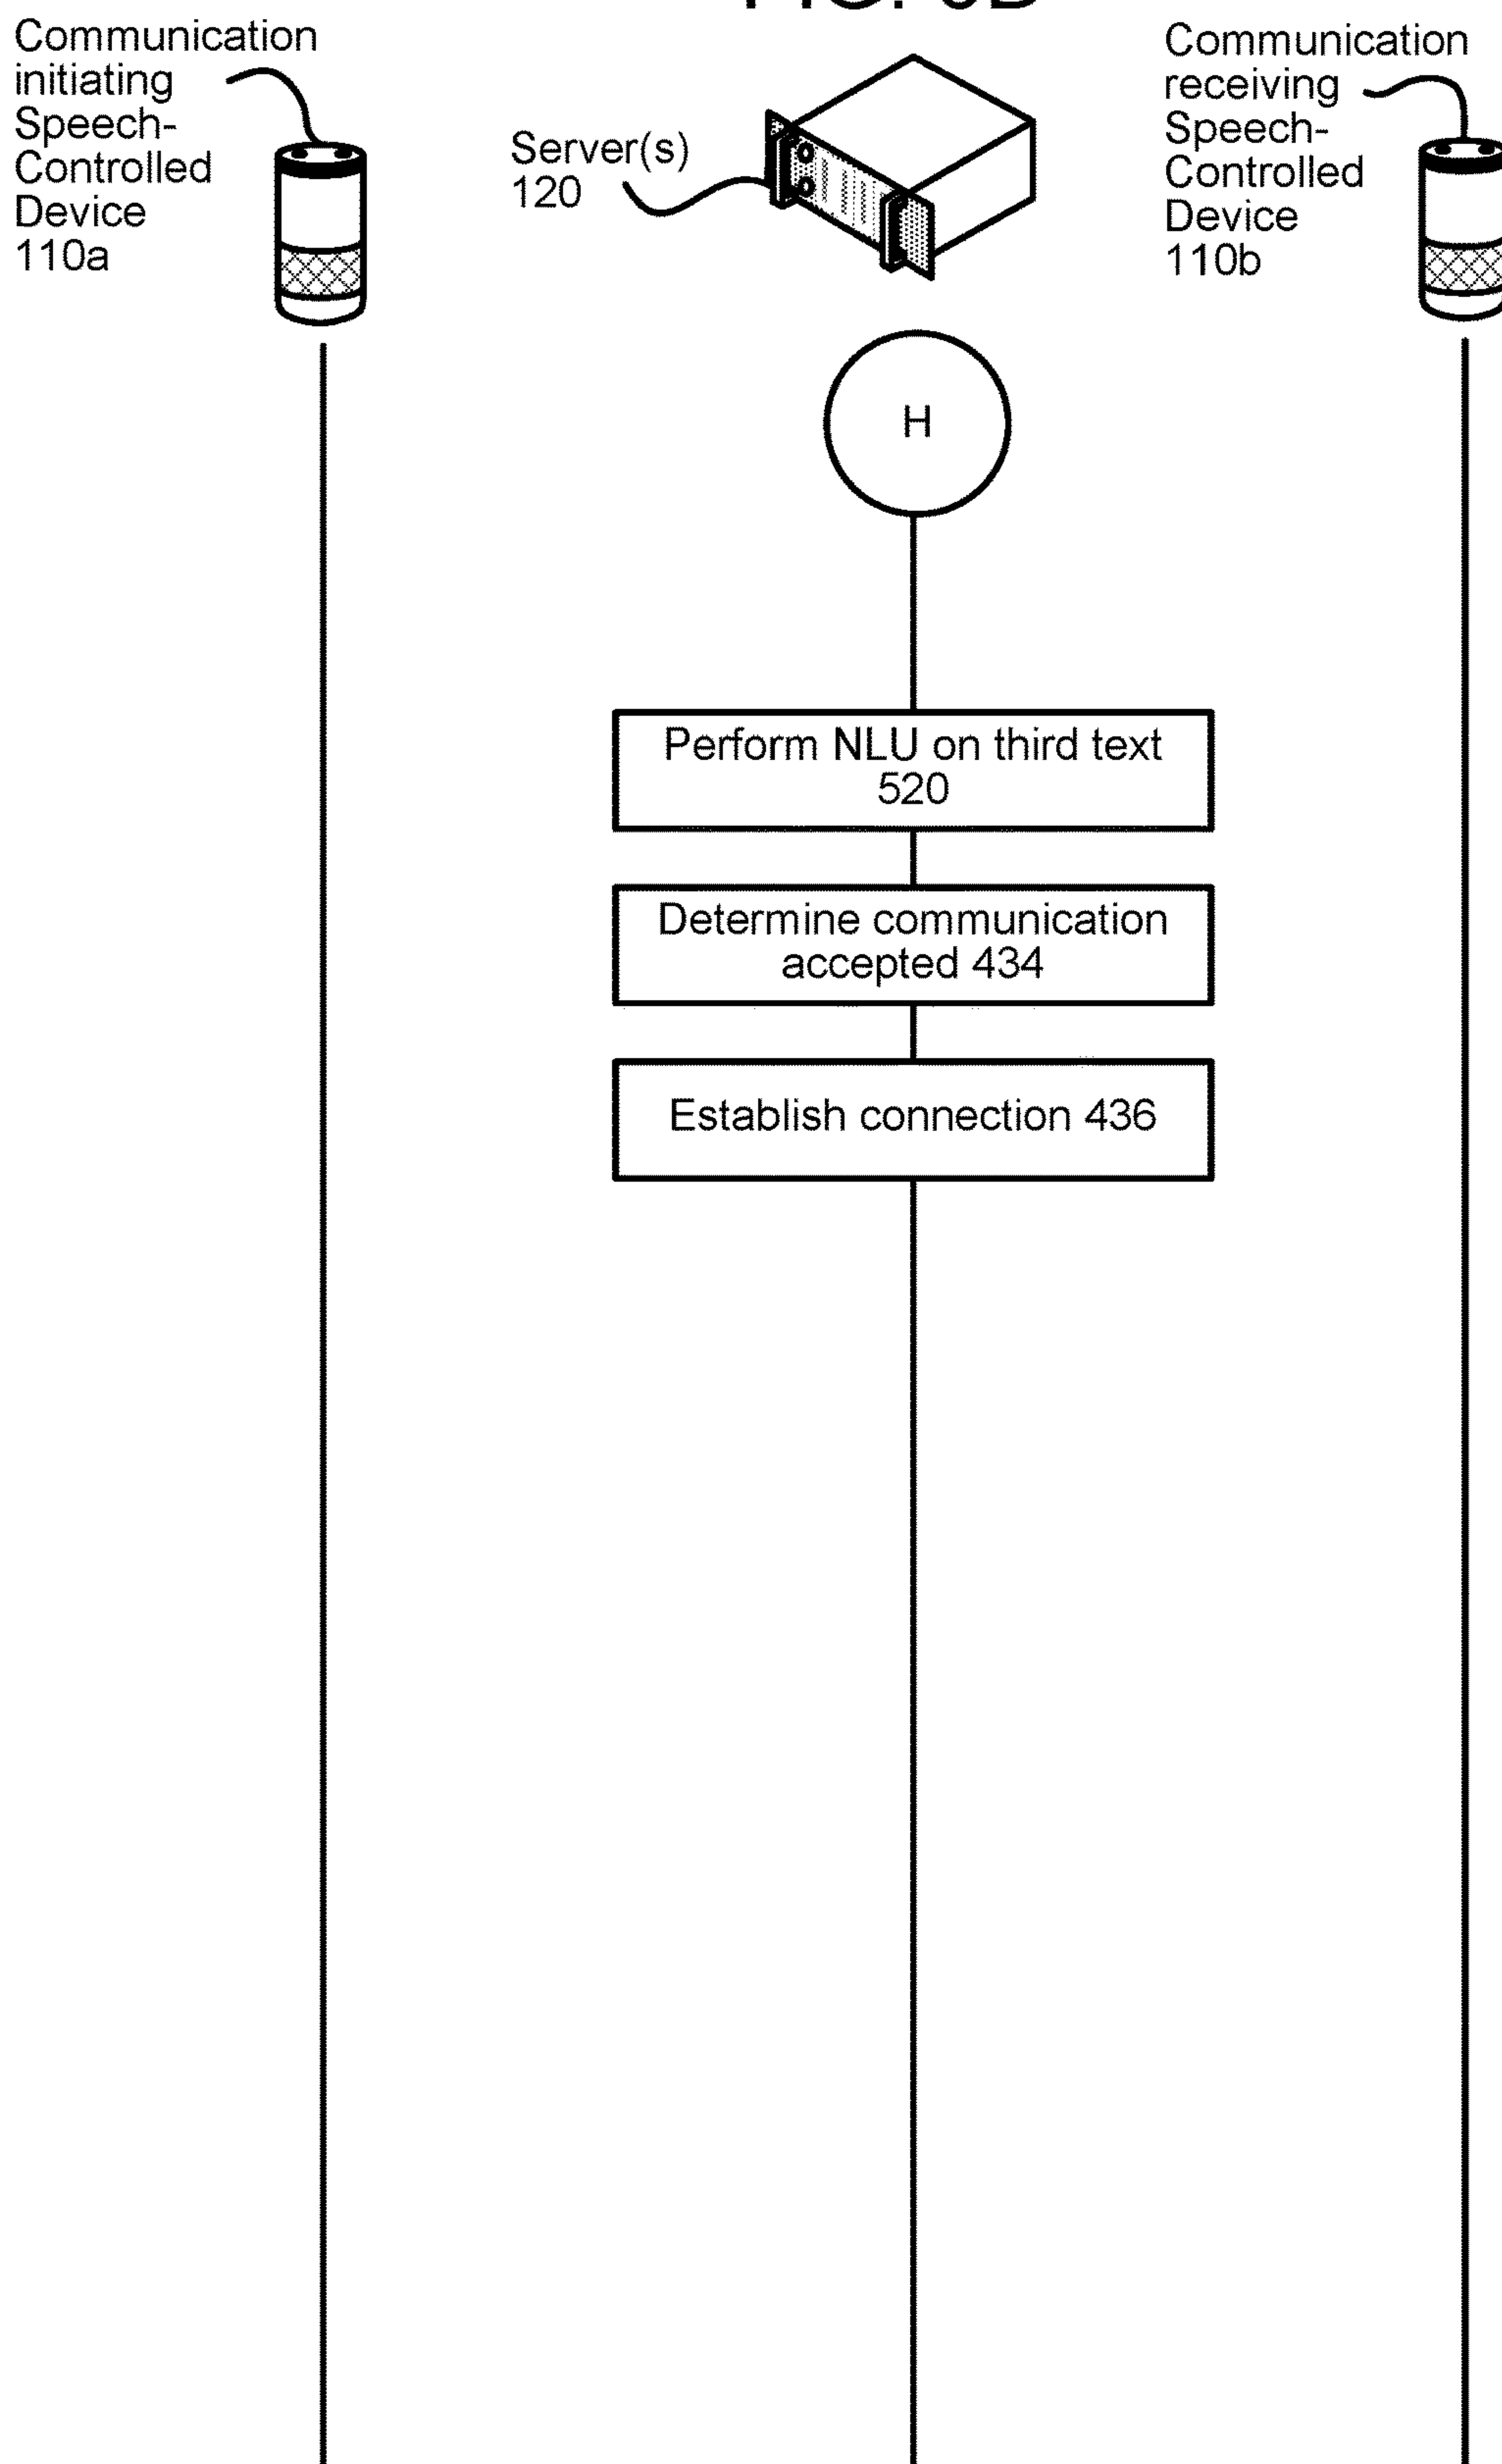 Communication
initiating
Speech-
Controlled
Device
110a
Server(s)
120
Communication
receiving
Speech-
Controlled
Device
110b
H
Perform NLU on third text
520
Determine communication
accepted 434
Establish connection 436